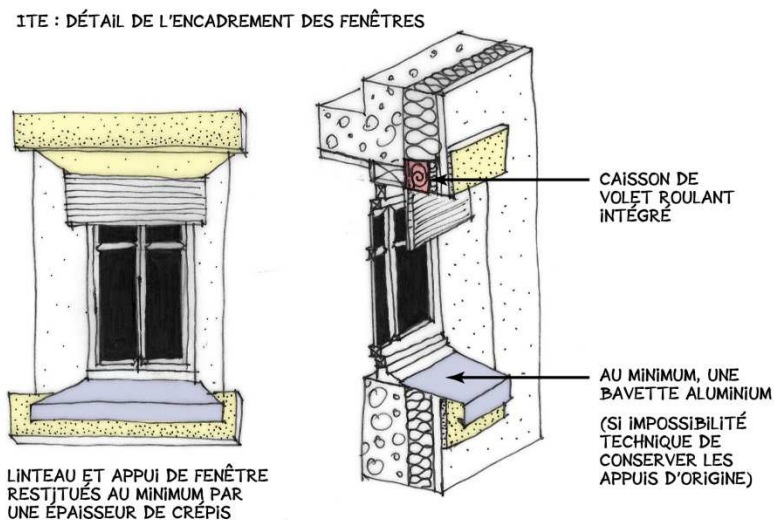 ITE : DÉTAIL DE L'ENCADREMENT DES FENÊTRES
CAISSON DE
VOLET ROULANT
INTÉGRÉ
AU MINIMUM, UNE
BAVETTE ALUMINIUM
(SI IMPOSSIBILITÉ
TECHNIQUE DE
CONSERVER LES
APPUIS D'ORIGINE)
LINTEAU ET APPUI DE FENÊTRE
RESTITUÉS AU MINIMUM PAR
UNE ÉPAISSEUR DE CRÉPIS